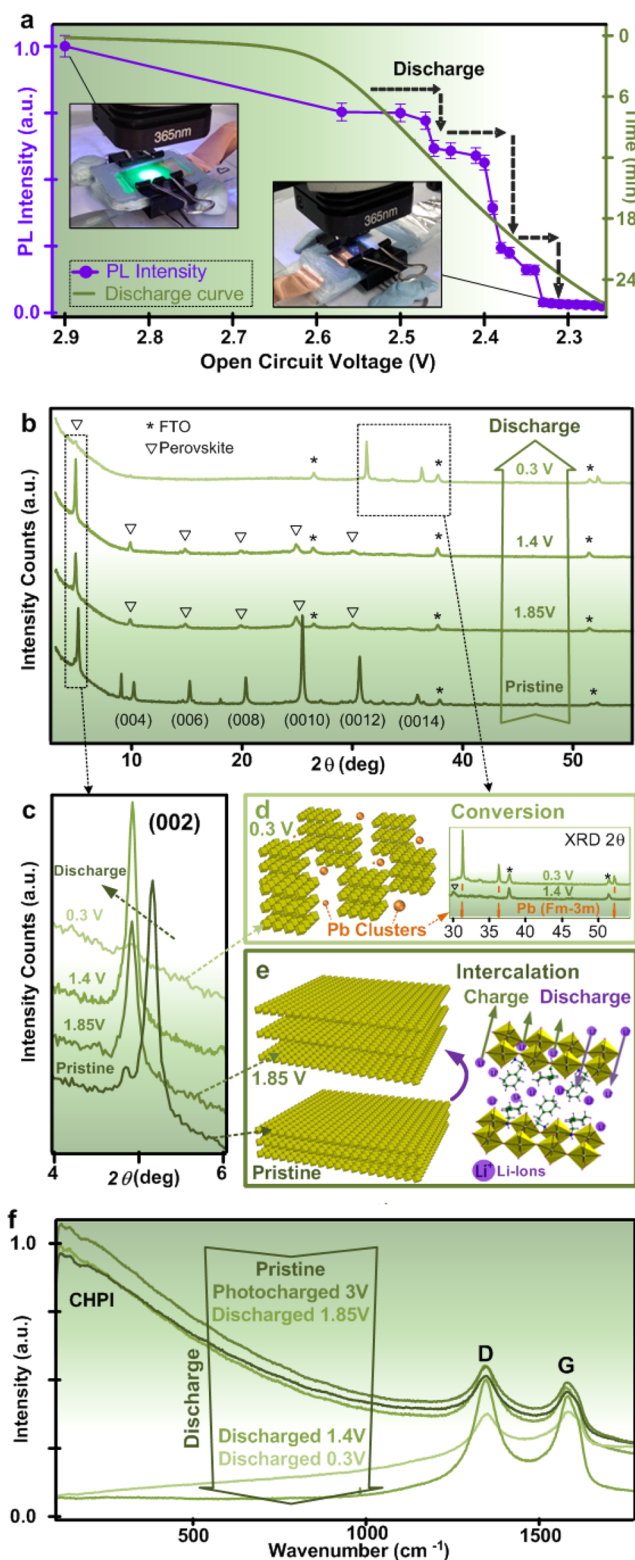 a
1.0
0.0
PL Intensity (a.u.)
365nm
365nm
Discharge
PL Intensity
Discharge curve
0
6
12
18
24
Time (min)
2.9
2.8
2.7
2.6
2.5
2.4
2.3
Open Circuit Voltage (V)
b
* FTO
▽ Perovskite
Discharge
0.3 V
1.4 V
1.85V
Pristine
(004)
(006)
(008)
(0010)
(0012)
(0014)
Intensity Counts (a.u.)
10
20
30
40
50
2θ(deg)
c
(002)
Discharge
0.3 V
1.4 V
1.85V
Pristine
Intensity Counts (a.u.)
4
6
2θ(deg)
d
Conversion
0.3 V
Pb Clusters
XRD 2θ
0.3 V
1.4 V
Pb (Fm-3m)
30
35
40
45
50
e
Intercalation
Charge Discharge
1.85 V
Pristine
Li⁺ Li-Ions
f
1.0
0.0
Intensity (a.u.)
CHPI
Pristine
Photocharged 3V
Discharged 1.85V
Discharge
Discharged 1.4V
Discharged 0.3V
D
G
500
1000
1500
Wavenumber (cm⁻¹)